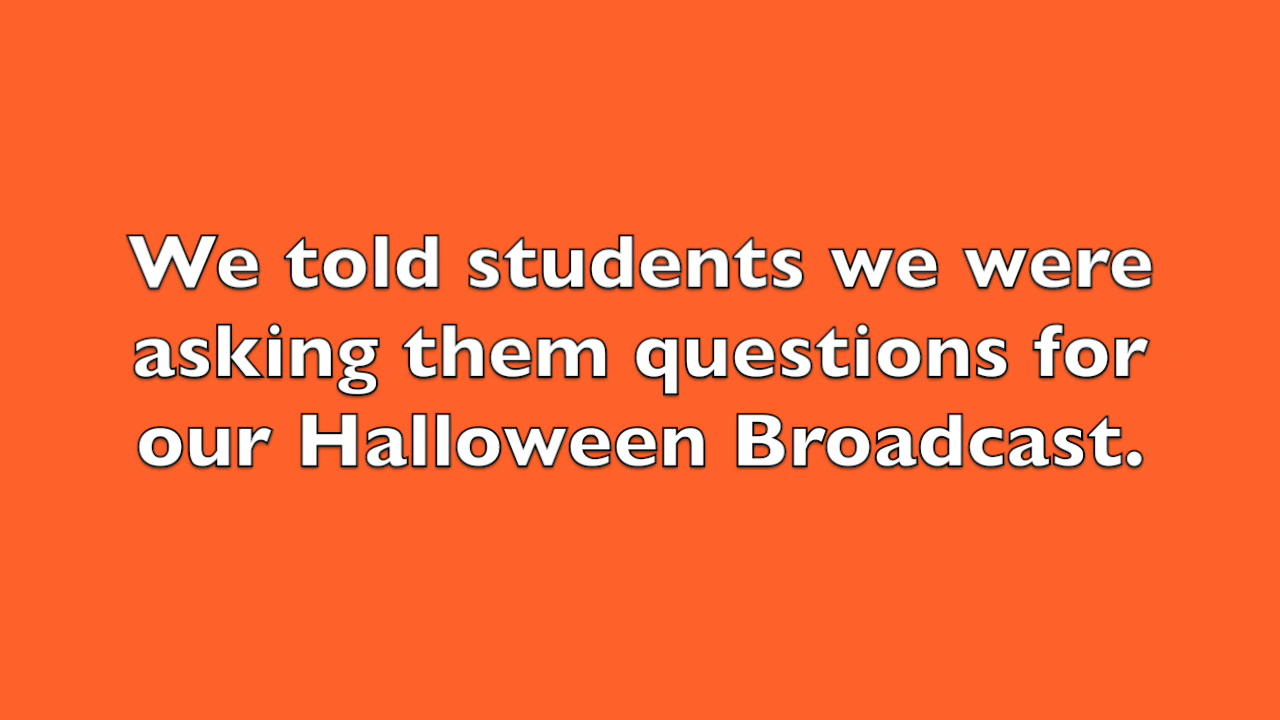 We told students we were
asking them questions for
our Halloween Broadcast.